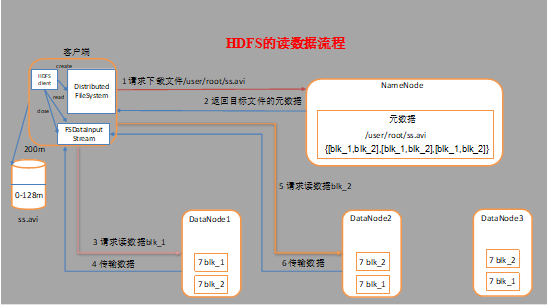 HDFS的读数据流程
客户端
HDFS
client
create
read
close
Distributed
FileSystem
FSDataInput
Stream
1 请求下载文件/user/root/ss.avi
2 返回目标文件的元数据
NameNode
元数据
/user/root/ss.avi
{[blk_1,blk_2],[blk_1,blk_2],[blk_1,blk_2]}
200m
0-128m
ss.avi
3 请求读数据blk_1
4 传输数据
5 请求读数据blk_2
6 传输数据
DataNode1
7 blk_1
7 blk_2
DataNode2
7 blk_2
7 blk_1
DataNode3
7 blk_2
7 blk_1